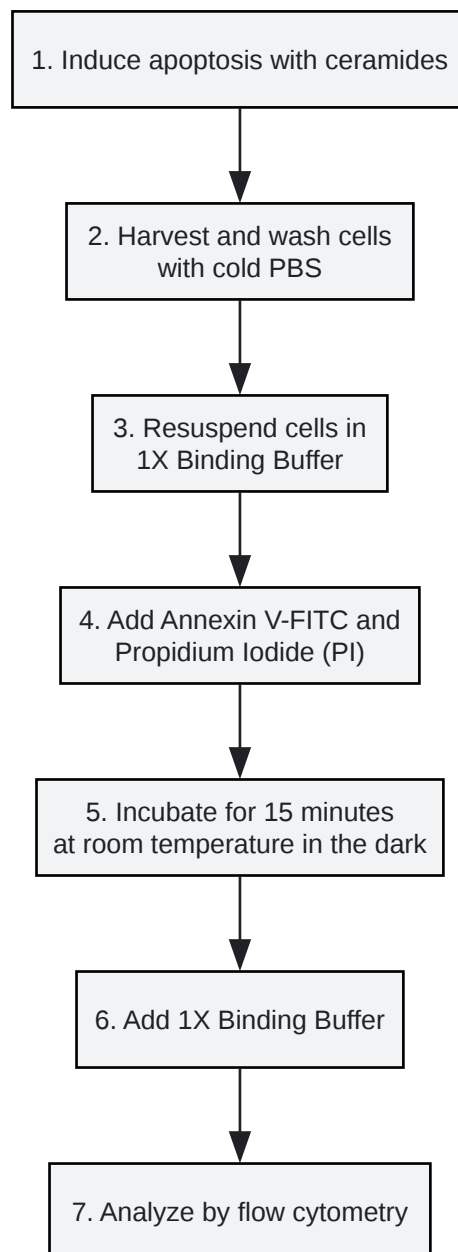 1. Induce apoptosis with ceramides
2. Harvest and wash cells
with cold PBS
3. Resuspend cells in
1X Binding Buffer
4. Add Annexin V-FITC and
Propidium Iodide (PI)
5. Incubate for 15 minutes
at room temperature in the dark
6. Add 1X Binding Buffer
7. Analyze by flow cytometry